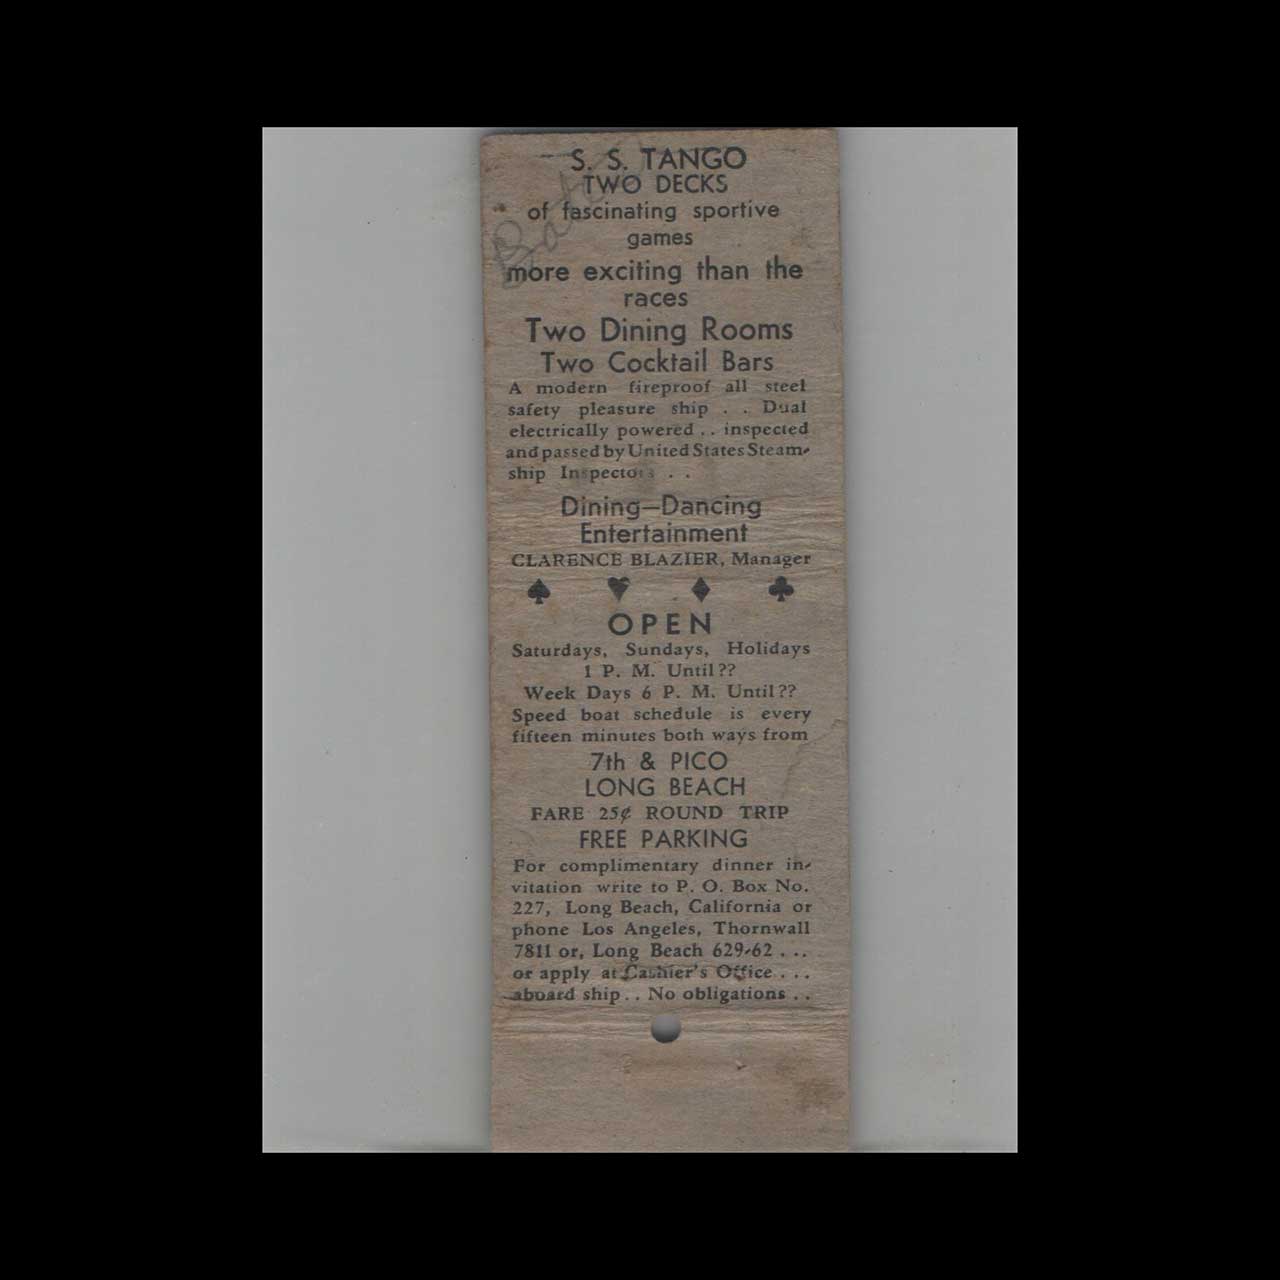 S. S. TANGO
TWO DECKS
of fascinating sportive
games
more exciting than the
races
Two Dining Rooms
Two Cocktail Bars
A modern fireproof all steel
safety pleasure ship . . Dual
electrically powered . . inspected
and passed by United States Steam-
ship Inspectors . .
Dining—Dancing
Entertainment
CLARENCE BLAZIER, Manager
OPEN
Saturdays, Sundays, Holidays
1 P. M. Until??
Week Days 6 P. M. Until??
Speed boat schedule is every
fifteen minutes both ways from
7th & PICO
LONG BEACH
FARE 25¢ ROUND TRIP
FREE PARKING
For complimentary dinner in-
vitation write to P. O. Box No.
227, Long Beach, California or
phone Los Angeles, Thornwall
7811 or, Long Beach 629-62 . . .
or apply at Cashier's Office . . .
aboard ship . . No obligations . .